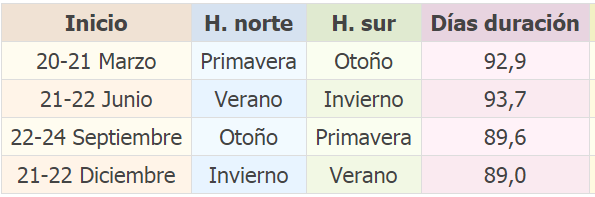 Inicio H. norte H. sur Días duración
20-21 Marzo Primavera Otoño 92,9
21-22 Junio Verano Invierno 93,7
22-24 Septiembre Otoño Primavera 89,6
21-22 Diciembre Invierno Verano 89,0